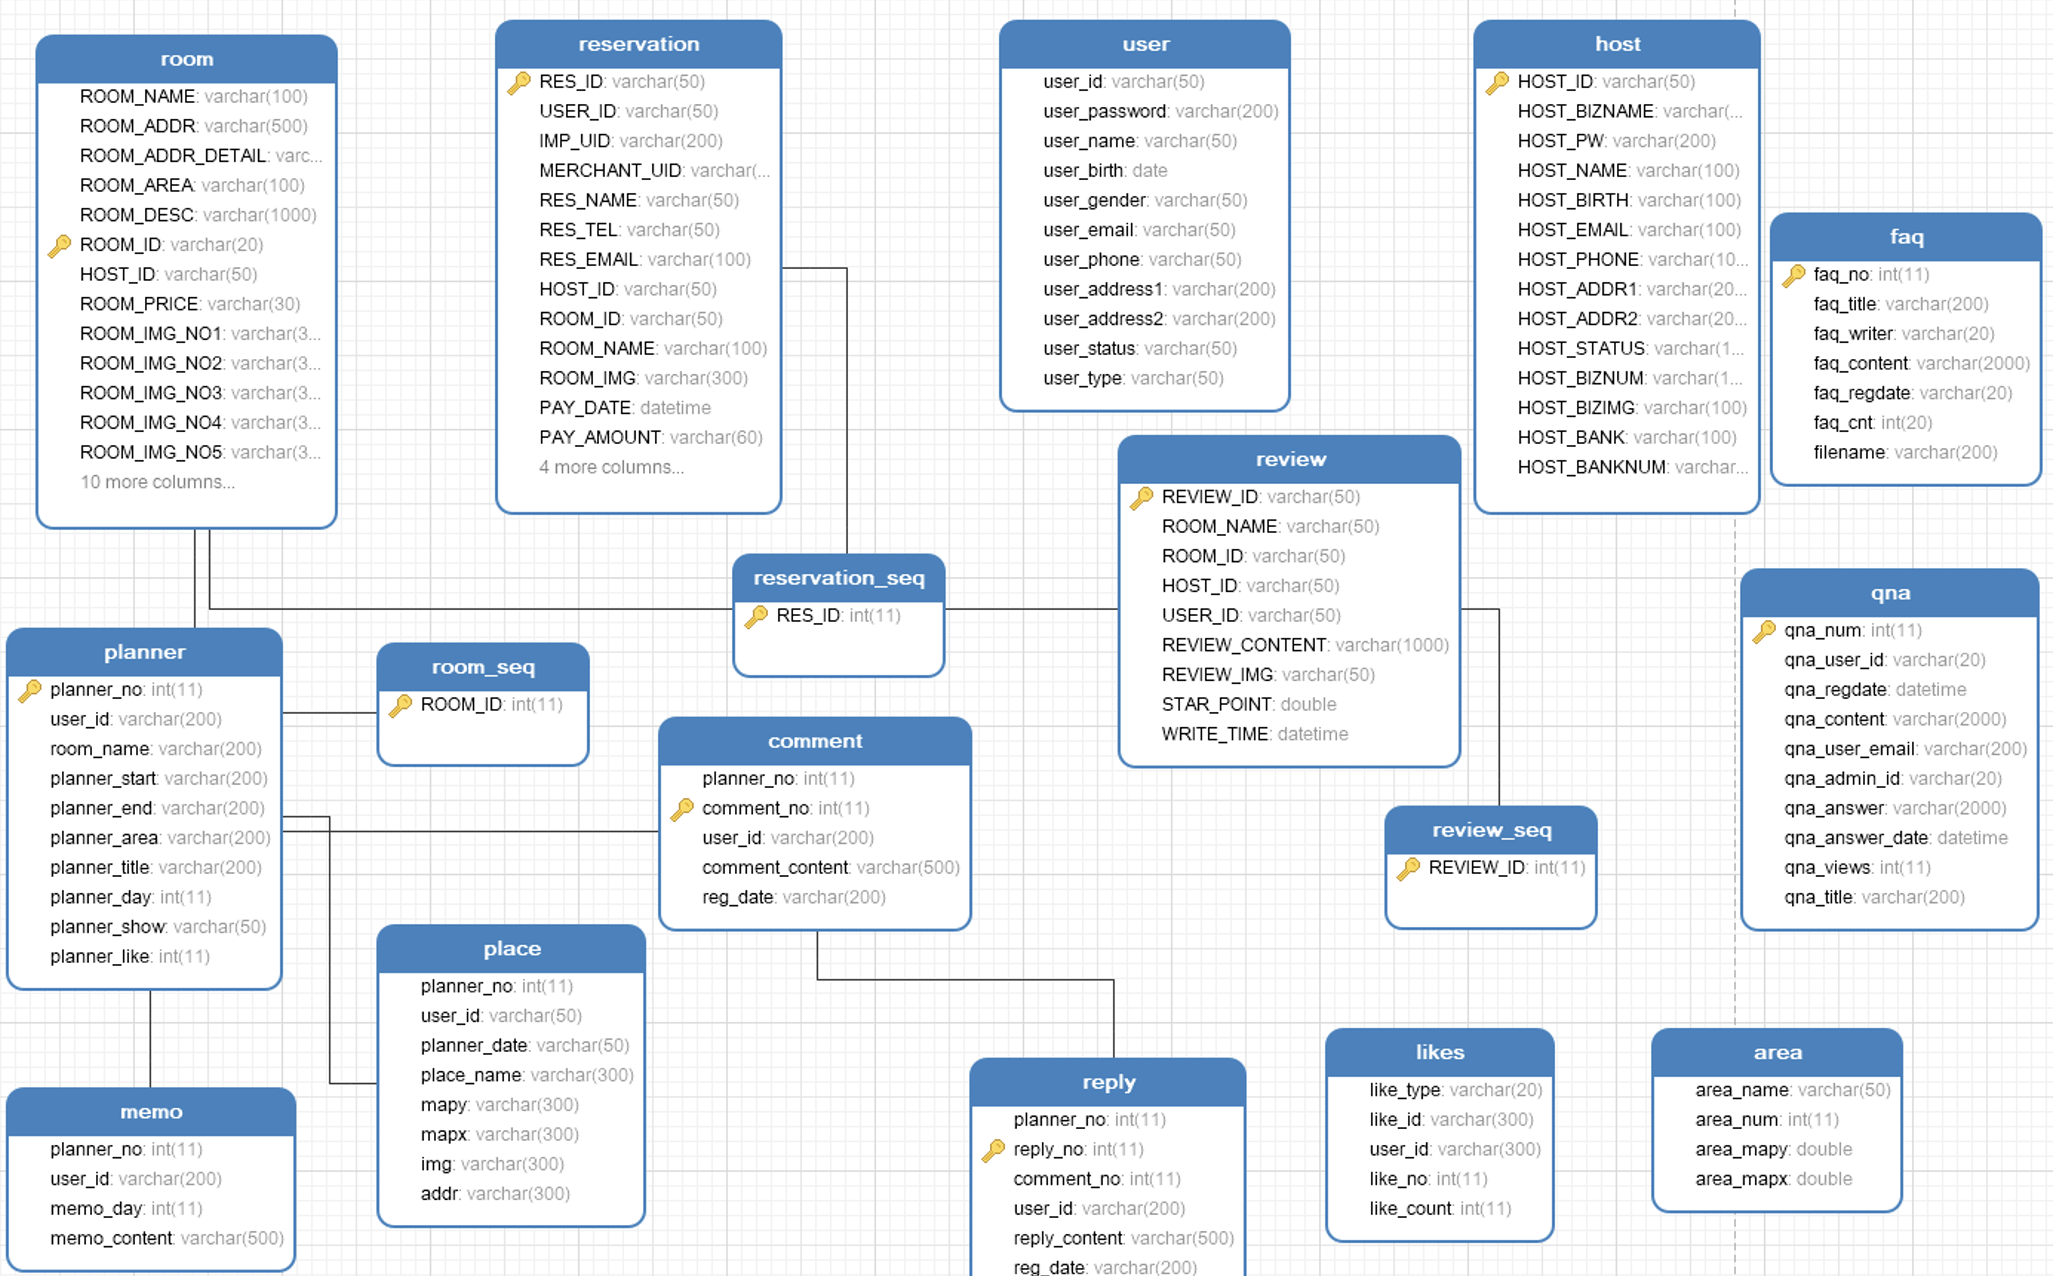 room
ROOM_NAME: varchar(100)
ROOM_ADDR: varchar(500)
ROOM_ADDR_DETAIL: varc...
ROOM_AREA: varchar(100)
ROOM_DESC: varchar(1000)
ROOM_ID: varchar(20)
HOST_ID: varchar(50)
ROOM_PRICE: varchar(30)
ROOM_IMG_NO1: varchar(3...
ROOM_IMG_NO2: varchar(3...
ROOM_IMG_NO3: varchar(3...
ROOM_IMG_NO4: varchar(3...
ROOM_IMG_NO5: varchar(3...
10 more columns...
reservation
RES_ID: varchar(50)
USER_ID: varchar(50)
IMP_UID: varchar(200)
MERCHANT_UID: varchar(...
RES_NAME: varchar(50)
RES_TEL: varchar(50)
RES_EMAIL: varchar(100)
HOST_ID: varchar(50)
ROOM_ID: varchar(50)
ROOM_NAME: varchar(100)
ROOM_IMG: varchar(300)
PAY_DATE: datetime
PAY_AMOUNT: varchar(60)
4 more columns...
user
user_id: varchar(50)
user_password: varchar(200)
user_name: varchar(50)
user_birth: date
user_gender: varchar(50)
user_email: varchar(50)
user_phone: varchar(50)
user_address1: varchar(200)
user_address2: varchar(200)
user_status: varchar(50)
user_type: varchar(50)
host
HOST_ID: varchar(50)
HOST_BIZNAME: varchar(...
HOST_PW: varchar(200)
HOST_NAME: varchar(100)
HOST_BIRTH: varchar(100)
HOST_EMAIL: varchar(100)
HOST_PHONE: varchar(10...
HOST_ADDR1: varchar(20...
HOST_ADDR2: varchar(20...
HOST_STATUS: varchar(1...
HOST_BIZNUM: varchar(1...
HOST_BIZIMG: varchar(100)
HOST_BANK: varchar(100)
HOST_BANKNUM: varchar...
faq
faq_no: int(11)
faq_title: varchar(200)
faq_writer: varchar(20)
faq_content: varchar(2000)
faq_regdate: varchar(20)
faq_cnt: int(20)
filename: varchar(200)
review
REVIEW_ID: varchar(50)
ROOM_NAME: varchar(50)
ROOM_ID: varchar(50)
HOST_ID: varchar(50)
USER_ID: varchar(50)
REVIEW_CONTENT: varchar(1000)
REVIEW_IMG: varchar(50)
STAR_POINT: double
WRITE_TIME: datetime
reservation_seq
RES_ID: int(11)
qna
qna_num: int(11)
qna_user_id: varchar(20)
qna_regdate: datetime
qna_content: varchar(2000)
qna_user_email: varchar(200)
qna_admin_id: varchar(20)
qna_answer: varchar(2000)
qna_answer_date: datetime
qna_views: int(11)
qna_title: varchar(200)
planner
planner_no: int(11)
user_id: varchar(200)
room_name: varchar(200)
planner_start: varchar(200)
planner_end: varchar(200)
planner_area: varchar(200)
planner_title: varchar(200)
planner_day: int(11)
planner_show: varchar(50)
planner_like: int(11)
room_seq
ROOM_ID: int(11)
comment
planner_no: int(11)
comment_no: int(11)
user_id: varchar(200)
comment_content: varchar(500)
reg_date: varchar(200)
review_seq
REVIEW_ID: int(11)
place
planner_no: int(11)
user_id: varchar(50)
planner_date: varchar(50)
place_name: varchar(300)
mapy: varchar(300)
mapx: varchar(300)
img: varchar(300)
addr: varchar(300)
memo
planner_no: int(11)
user_id: varchar(200)
memo_day: int(11)
memo_content: varchar(500)
reply
planner_no: int(11)
reply_no: int(11)
comment_no: int(11)
user_id: varchar(200)
reply_content: varchar(500)
reg_date: varchar(200)
likes
like_type: varchar(20)
like_id: varchar(300)
user_id: varchar(300)
like_no: int(11)
like_count: int(11)
area
area_name: varchar(50)
area_num: int(11)
area_mapy: double
area_mapx: double